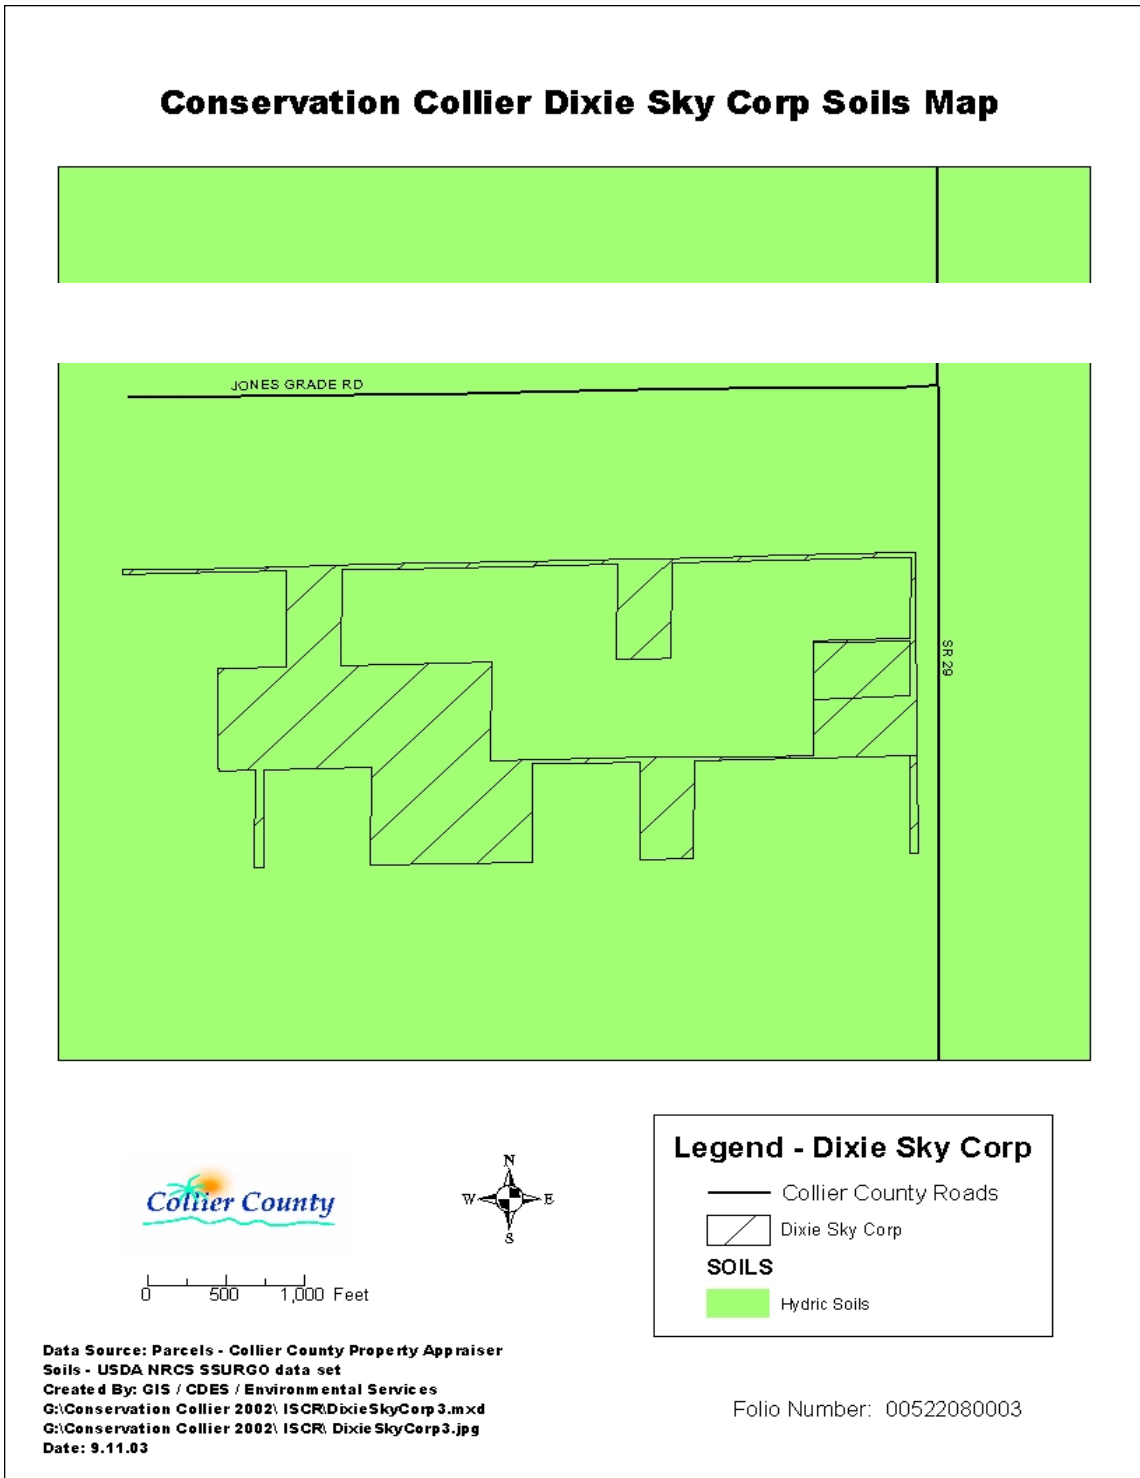 Conservation Collier Dixie Sky Corp Soils Map
JONES GRADE RD
SR 29
Collier County
N
W E
S
0 500 1,000 Feet
Legend - Dixie Sky Corp
Collier County Roads
Dixie Sky Corp
SOILS
Hydric Soils
Data Source: Parcels - Collier County Property Appraiser
Soils - USDA NRCS SSURGO data set
Created By: GIS / CDES / Environmental Services
G:\Conservation Collier 2002\ ISCR\DixieSkyCorp3.mxd
G:\Conservation Collier 2002\ ISCR\ DixieSkyCorp3.jpg
Date: 9.11.03
Folio Number: 00522080003